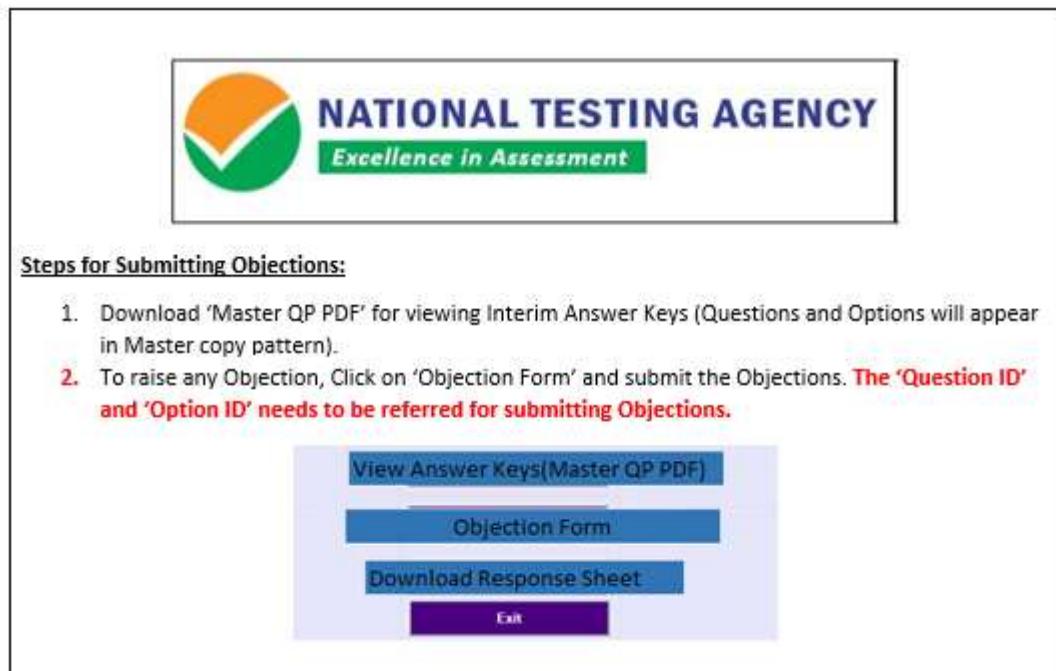 NATIONAL TESTING AGENCY
Excellence in Assessment
Steps for Submitting Objections:
1. Download ‘Master QP PDF’ for viewing Interim Answer Keys (Questions and Options will appear
in Master copy pattern).
2. To raise any Objection, Click on ‘Objection Form’ and submit the Objections. The ‘Question ID’
and ‘Option ID’ needs to be referred for submitting Objections.
View Answer Keys(Master QP PDF)
Objection Form
Download Response Sheet
Exit